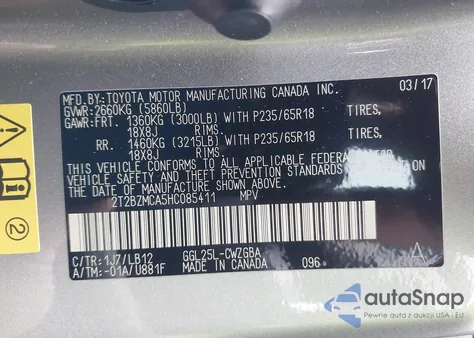 MFD.BY:TOYOTA MOTOR MANUFACTURING CANADA INC. 03/17
GVWR:2660KG (5860LB)
GAWR:FRT. 1360KG (3000LB) WITH P235/65R18 TIRES,
18X8J RIMS.
RR. 1460KG (3215LB) WITH P235/65R18 TIRES,
18X8J RIMS.
THIS VEHICLE CONFORMS TO ALL APPLICABLE FEDERAL
VEHICLE SAFETY AND THEFT PREVENTION STANDARDS IN EFFECT
ON THE DATE OF MANUFACTURE SHOWN ABOVE.
2T2BZMCA5HC085411 MPV
C/TR:1J7/LB12 GGL25L-CWZGBA
A/TM:-01A/U881F MADE IN CANADA 096 A
2
autoSnap
Pewne auta z aukcji USA i EU